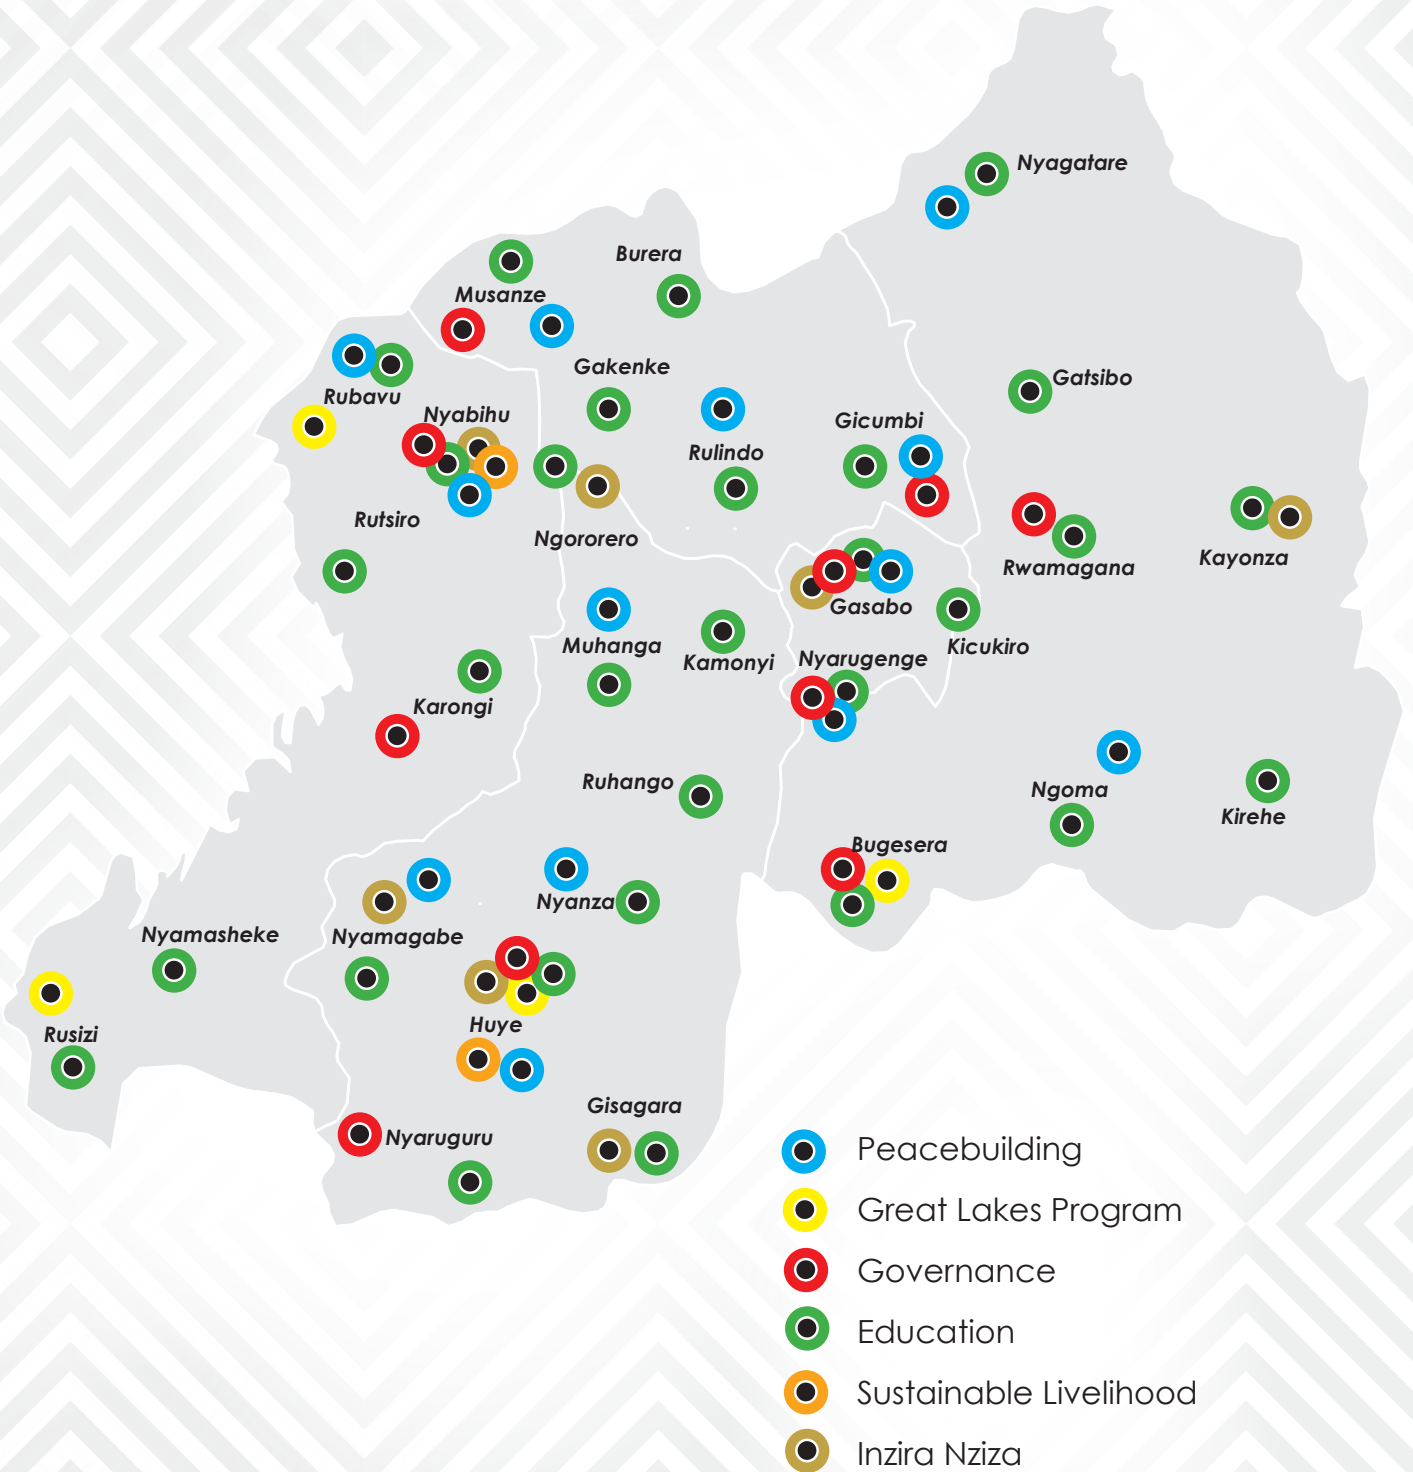 Nyagatare
Burera
Musanze
Gakenke
Gatsibo
Rubavu
Nyabihu
Gicumbi
Rulindo
Rutsiro
Ngororero
Kayonza
Rwamagana
Gasabo
Muhanga
Kicukiro
Kamonyi
Nyarugenge
Karongi
Ruhango
Ngoma
Kirehe
Bugesera
Nyanza
Nyamasheke
Nyamagabe
Huye
Rusizi
Gisagara
Nyaruguru
Peacebuilding
Great Lakes Program
Governance
Education
Sustainable Livelihood
Inzira Nziza